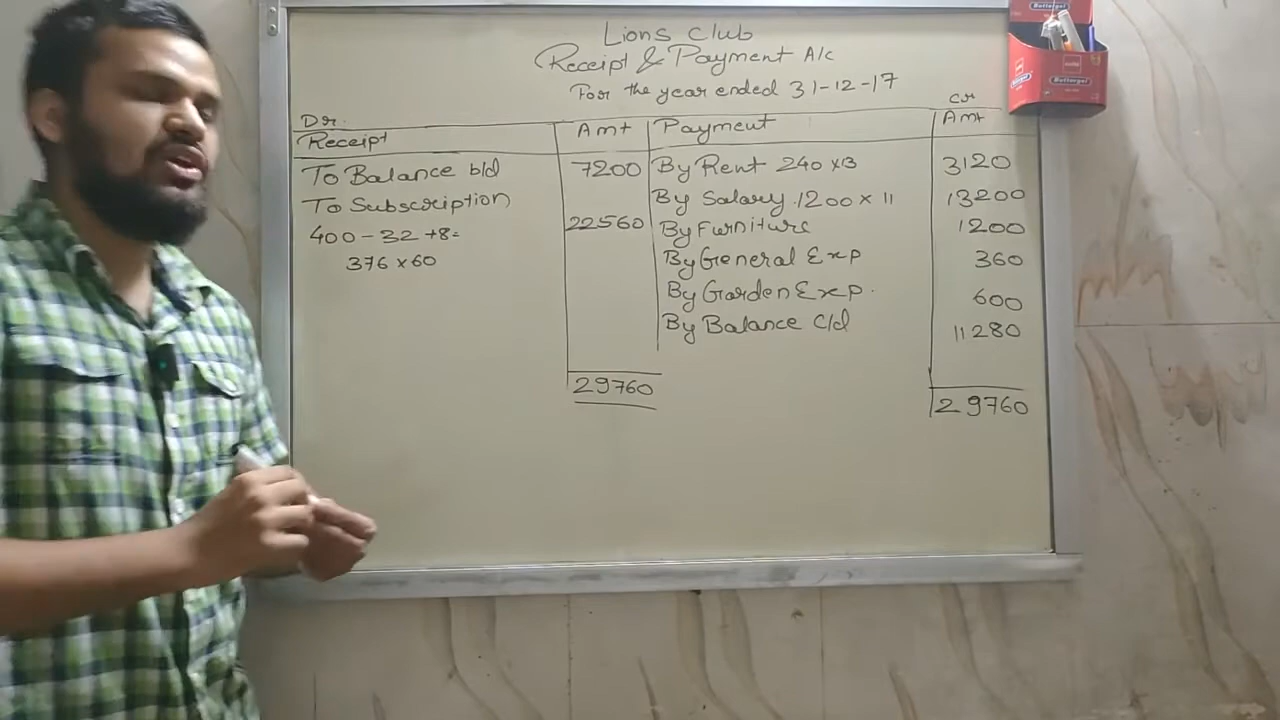 Lions Club
Receipt & Payment A/c
For the year ended 31-12-17
Dr. Cr
Receipt Amt Payment Amt
To Balance b/d 7200 By Rent 240 x 13 3120
To Subscription By Salary 1200 x 11 13200
400 - 32 + 8 = 22560 By Furniture 1200
376 x 60 By General Exp 360
By Garden Exp. 600
By Balance C/d 11280
29760 29760